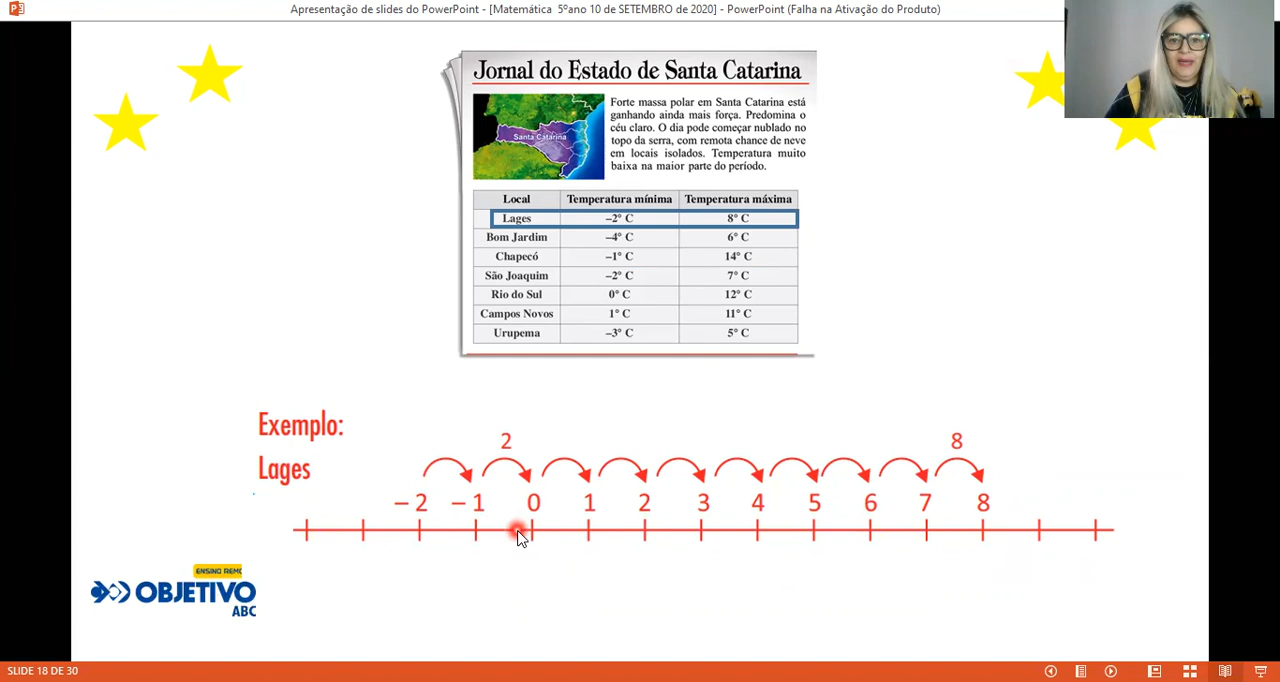 Apresentação de slides do PowerPoint - [Matemática 5ºano 10 de SETEMBRO de 2020] - PowerPoint (Falha na Ativação do Produto)
Jornal do Estado de Santa Catarina
Santa Catarina
Forte massa polar em Santa Catarina está
ganhando ainda mais força. Predomina o
céu claro. O dia pode começar nublado no
topo da serra, com remota chance de neve
em locais isolados. Temperatura muito
baixa na maior parte do período.
Local Temperatura mínima Temperatura máxima
Lages –2° C 8° C
Bom Jardim –4° C 6° C
Chapecó –1° C 14° C
São Joaquim –2° C 7° C
Rio do Sul 0° C 12° C
Campos Novos 1° C 11° C
Urupema –3° C 5° C
Exemplo:
Lages
2 8
– 2 – 1 0 1 2 3 4 5 6 7 8
ENSINO REMO
OBJETIVO
ABC
SLIDE 18 DE 30